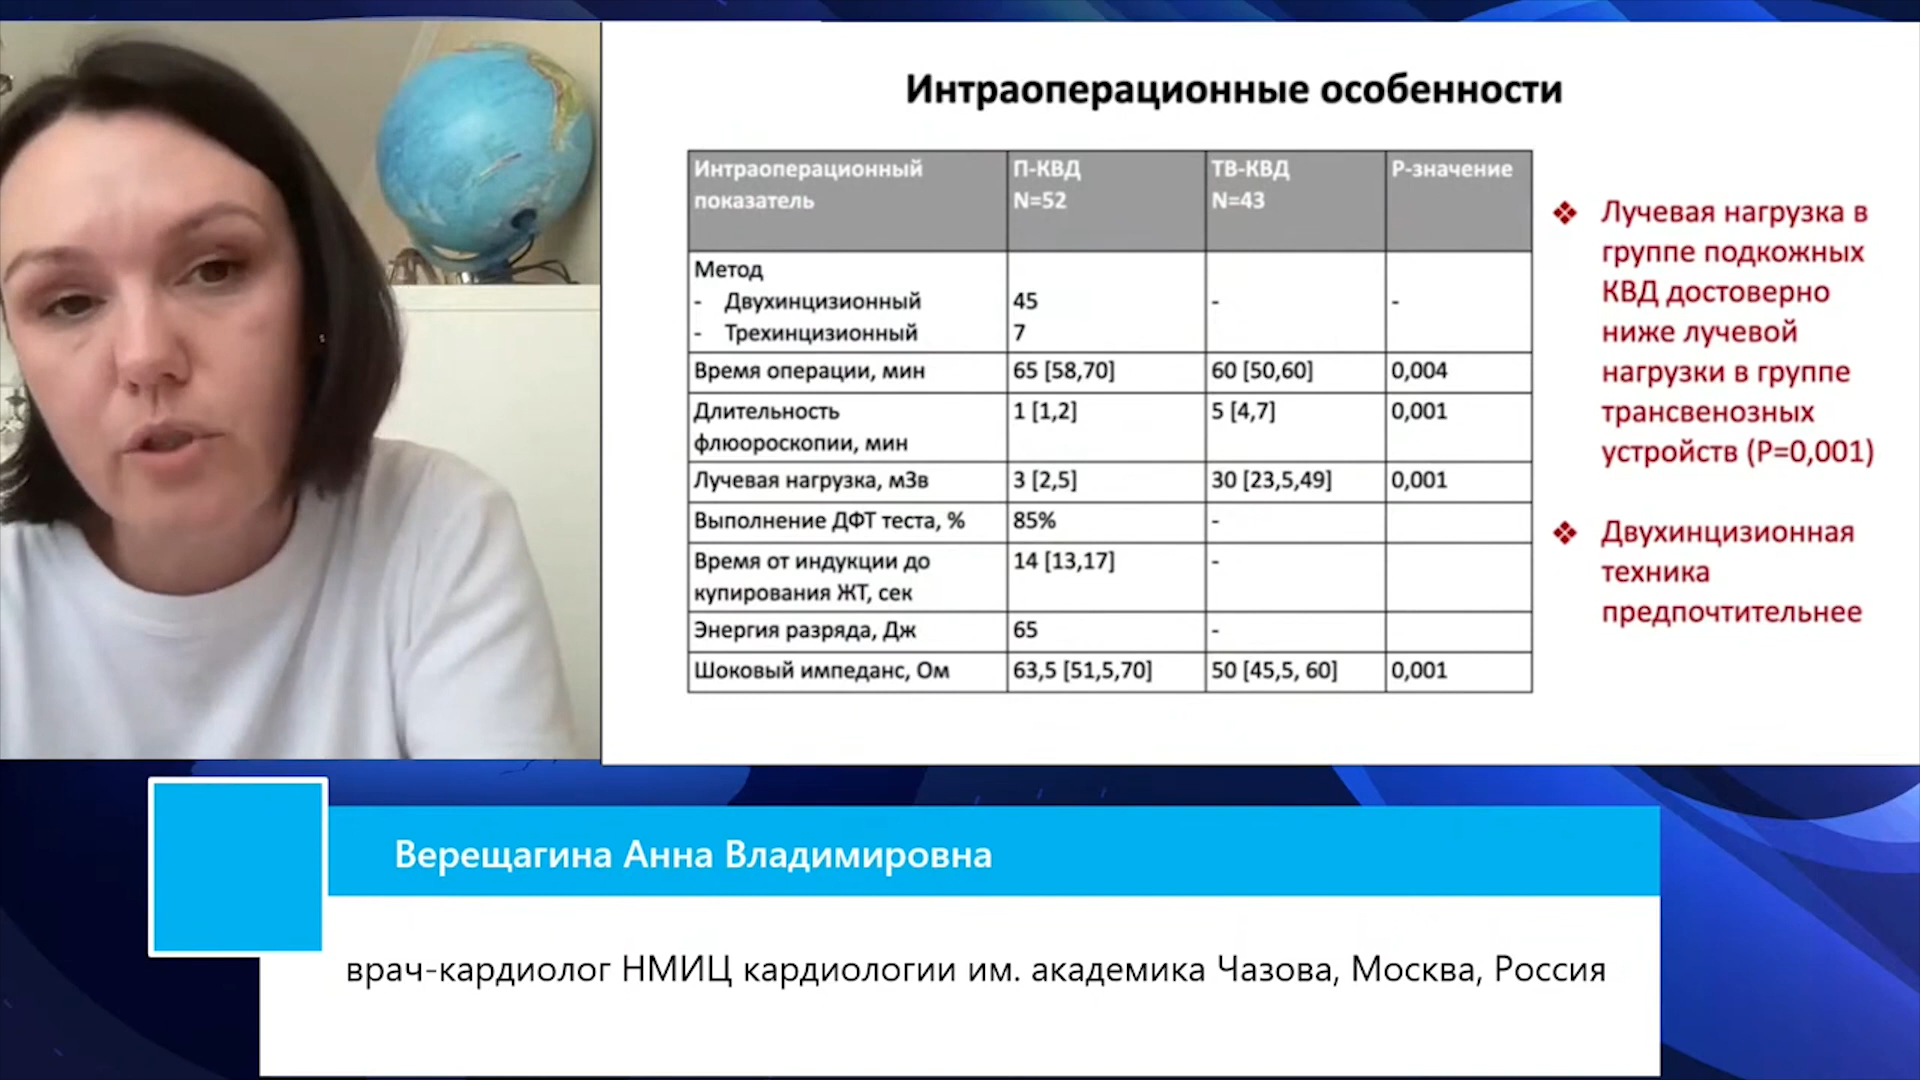 Интраоперационные особенности
Интраоперационный показатель П-КВД N=52 ТВ-КВД N=43 Р-значение
Метод
- Двухинцизионный 45 - -
- Трехинцизионный 7
Время операции, мин 65 [58,70] 60 [50,60] 0,004
Длительность флюороскопии, мин 1 [1,2] 5 [4,7] 0,001
Лучевая нагрузка, мЗв 3 [2,5] 30 [23,5,49] 0,001
Выполнение ДФТ теста, % 85% -
Время от индукции до купирования ЖТ, сек 14 [13,17] -
Энергия разряда, Дж 65 -
Шоковый импеданс, Ом 63,5 [51,5,70] 50 [45,5, 60] 0,001
❖ Лучевая нагрузка в
группе подкожных
КВД достоверно
ниже лучевой
нагрузки в группе
трансвенозных
устройств (P=0,001)
❖ Двухинцизионная
техника
предпочтительнее
Верещагина Анна Владимировна
врач-кардиолог НМИЦ кардиологии им. академика Чазова, Москва, Россия